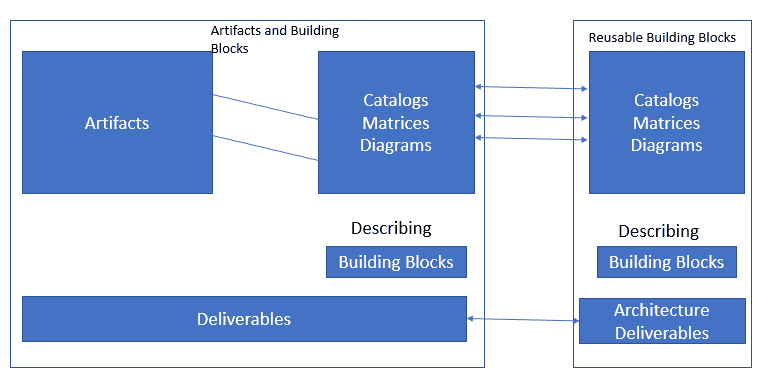 Artifacts and Building
Blocks
Artifacts
Catalogs
Matrices
Diagrams
Describing
Building Blocks
Deliverables
Reusable Building Blocks
Catalogs
Matrices
Diagrams
Describing
Building Blocks
Architecture
Deliverables